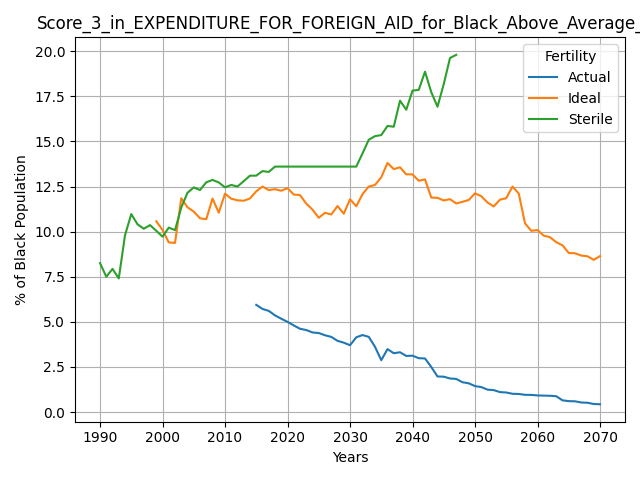 Score_3_in_EXPENDITURE_FOR_FOREIGN_AID_for_Black_Above_Average_
Fertility
Actual
Ideal
Sterile
% of Black Population
20.0
17.5
15.0
12.5
10.0
7.5
5.0
2.5
0.0
1990 2000 2010 2020 2030 2040 2050 2060 2070
Years